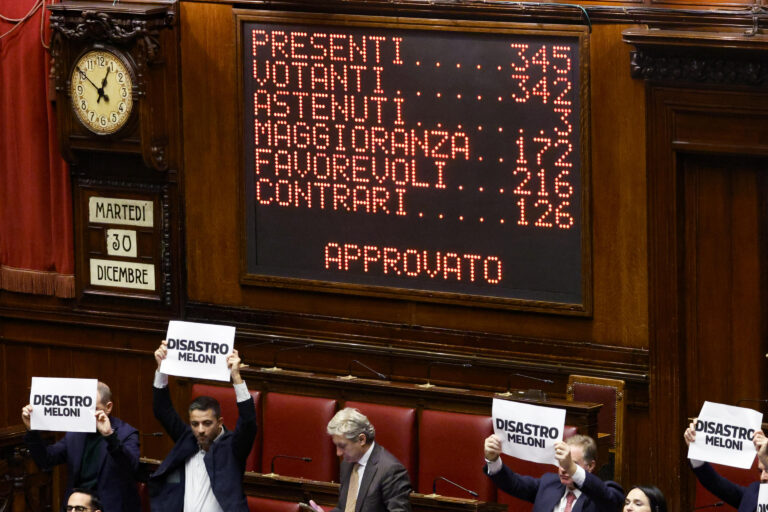 PRESENTI ........ 345
VOTANTI ......... 342
ASTENUTI ........ 3
MAGGIORANZA .. 172
FAVOREVOLI .... 216
CONTRARI ...... 126
APPROVATO
MARTEDÍ
30
DICEMBRE
DISASTRO
MELONI
DISASTRO
MELONI
DISASTRO
MELONI
DISASTRO
MELONI